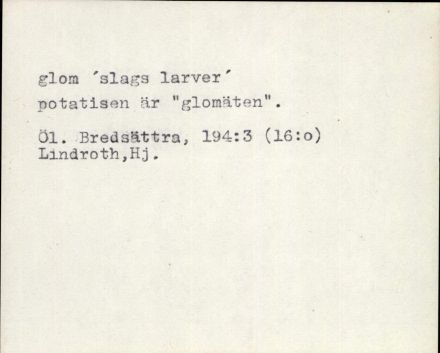 glom ´slags larver´
potatisen är "glomäten".
Öl. Bredsättra, 194:3 (16:o)
Lindroth,Hj.